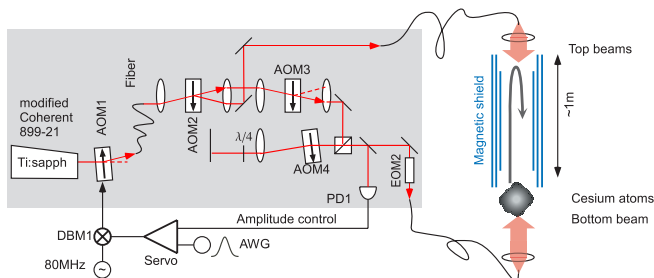 modified
Coherent
899-21
Ti:sapph
AOM1
Fiber
AOM2
AOM3
λ/4
AOM4
PD1
EOM2
Amplitude control
DBM1
Servo
AWG
80MHz
~
Top beams
Magnetic shield
~1m
Cesium atoms
Bottom beam